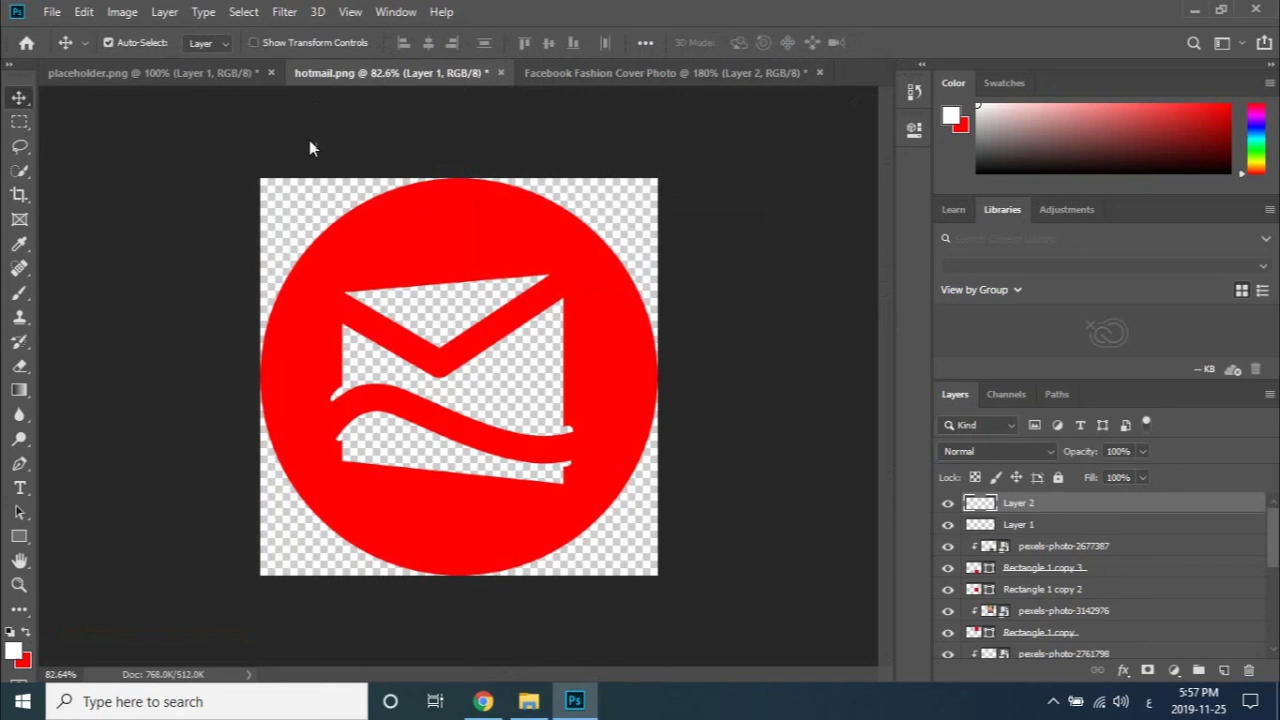 Ps File Edit Image Layer Type Select Filter 3D View Window Help
Auto-Select: Layer Show Transform Controls 3D Mode:
placeholder.png @ 100% (Layer 1, RGB/8) * hotmail.png @ 82.6% (Layer 1, RGB/8) * Facebook Fashion Cover Photo @ 180% (Layer 2, RGB/8) *
Color Swatches
Learn Libraries Adjustments
Search Current Library
View by Group
-- KB
Layers Channels Paths
Kind
Normal Opacity: 100%
Lock: Fill: 100%
Layer 2
Layer 1
pexels-photo-2677387
Rectangle 1 copy 3
Rectangle 1 copy 2
pexels-photo-3142976
Rectangle 1 copy
pexels-photo-2761798
82.64% Doc: 768.0K/512.0K
Type here to search Ps ع 5:57 PM
2019-11-25